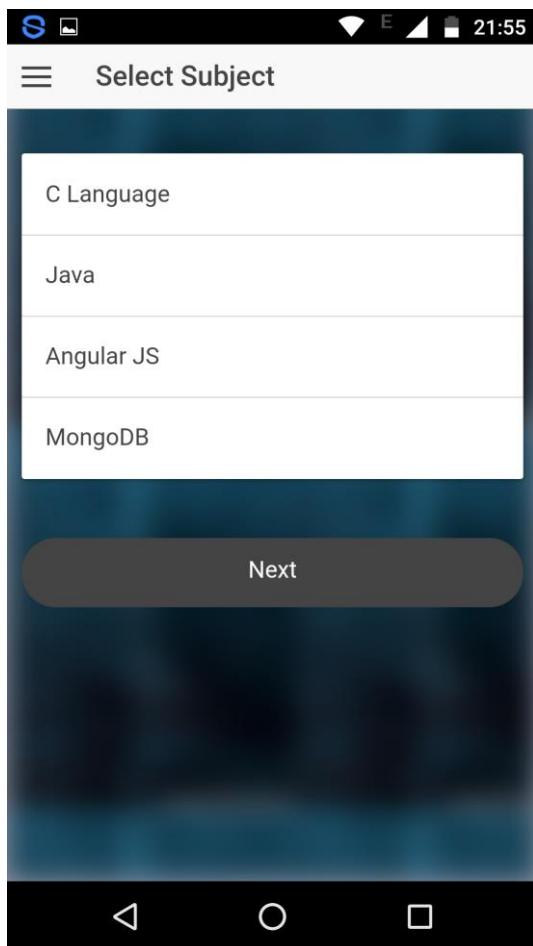 E 21:55
Select Subject
C Language
Java
Angular JS
MongoDB
Next